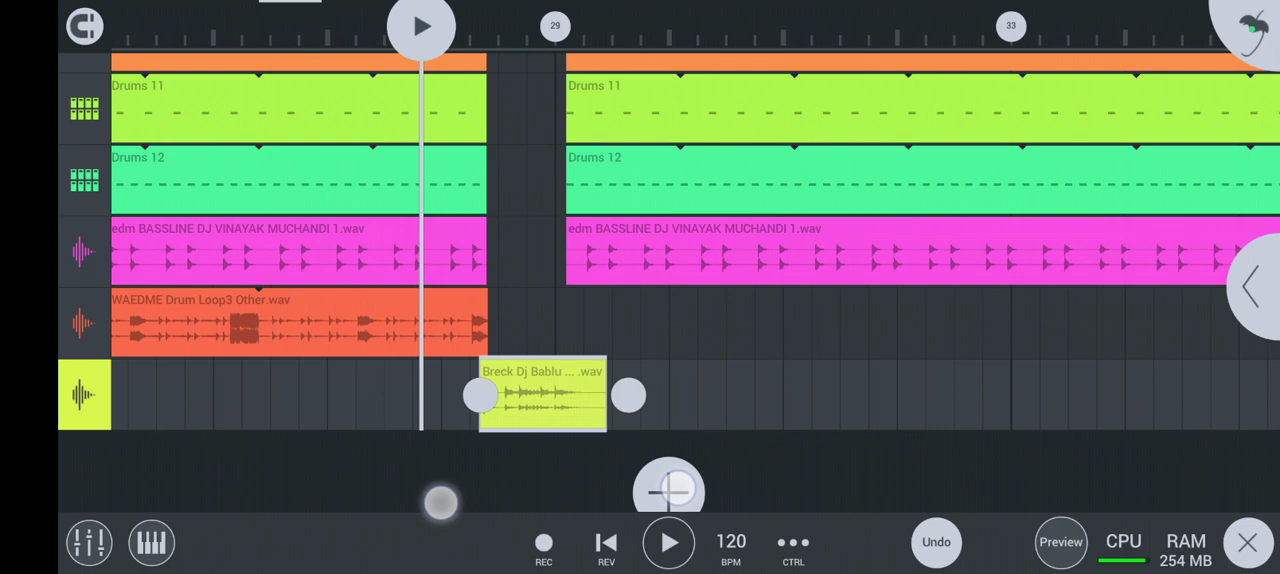 29
33
Drums 11
Drums 11
Drums 12
Drums 12
edm BASSLINE DJ VINAYAK MUCHANDI 1.wav
edm BASSLINE DJ VINAYAK MUCHANDI 1.wav
WAEDME Drum Loop3 Other.wav
Breck Dj Bablu ... .wav
REC
REV
120
BPM
CTRL
Undo
Preview
CPU
RAM
254 MB